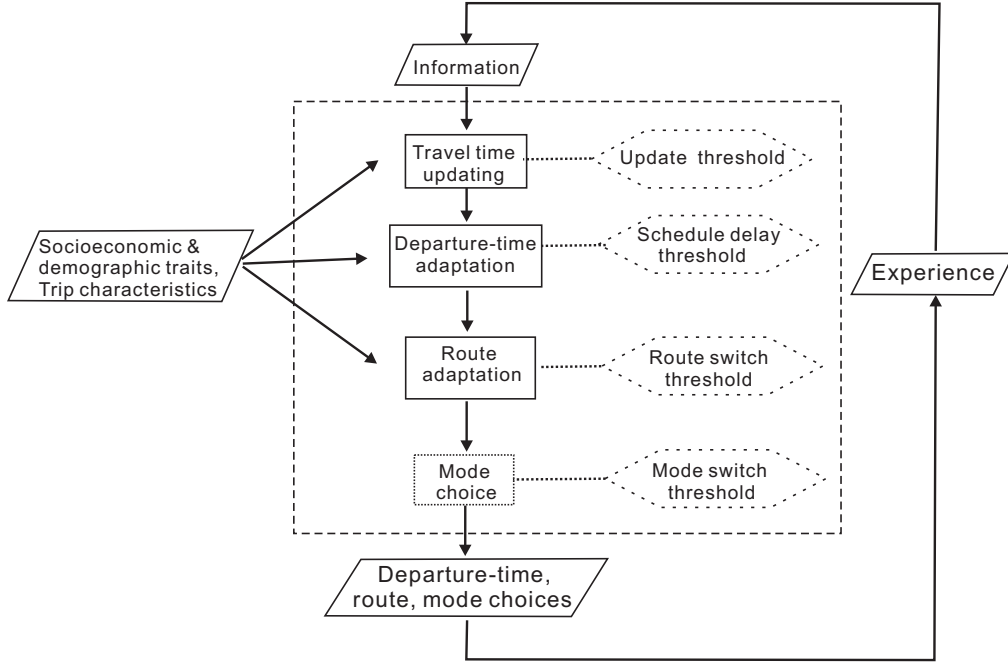 Information
Travel time
updating
Update threshold
Socioeconomic &
demographic traits,
Trip characteristics
Departure-time
adaptation
Schedule delay
threshold
Experience
Route
adaptation
Route switch
threshold
Mode
choice
Mode switch
threshold
Departure-time,
route, mode choices